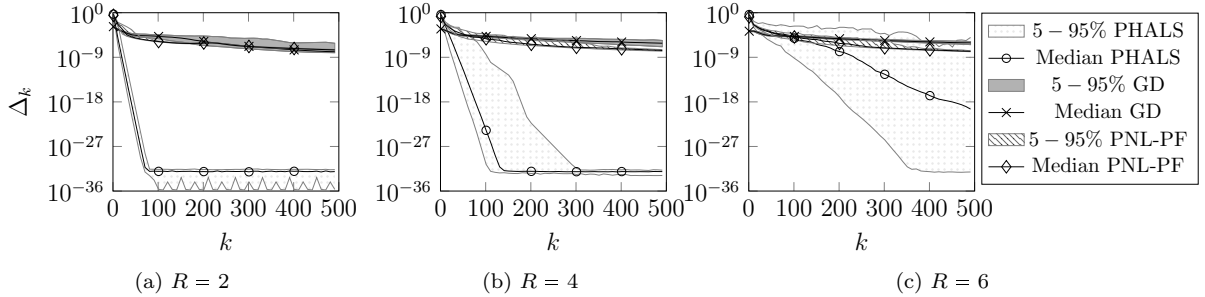 10^0
10^-9
10^-18
10^-27
10^-36
Δ_k
0 100 200 300 400 500
k
(a) R = 2
10^0
10^-9
10^-18
10^-27
10^-36
0 100 200 300 400 500
k
(b) R = 4
10^0
10^-9
10^-18
10^-27
10^-36
0 100 200 300 400 500
k
(c) R = 6
5 – 95% PHALS
Median PHALS
5 – 95% GD
Median GD
5 – 95% PNL-PF
Median PNL-PF